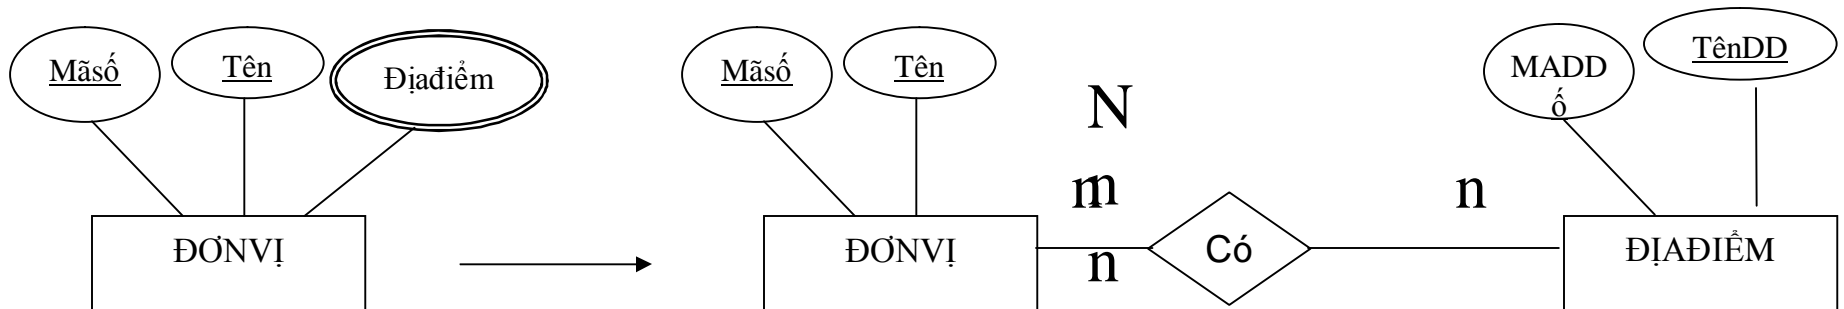 Mãsố
Tên
Địađiểm
ĐƠNVỊ
Mãsố
Tên
ĐƠNVỊ
N
m
m
n
Có
n
MADD
ố
TênDD
ĐỊAĐIỂM